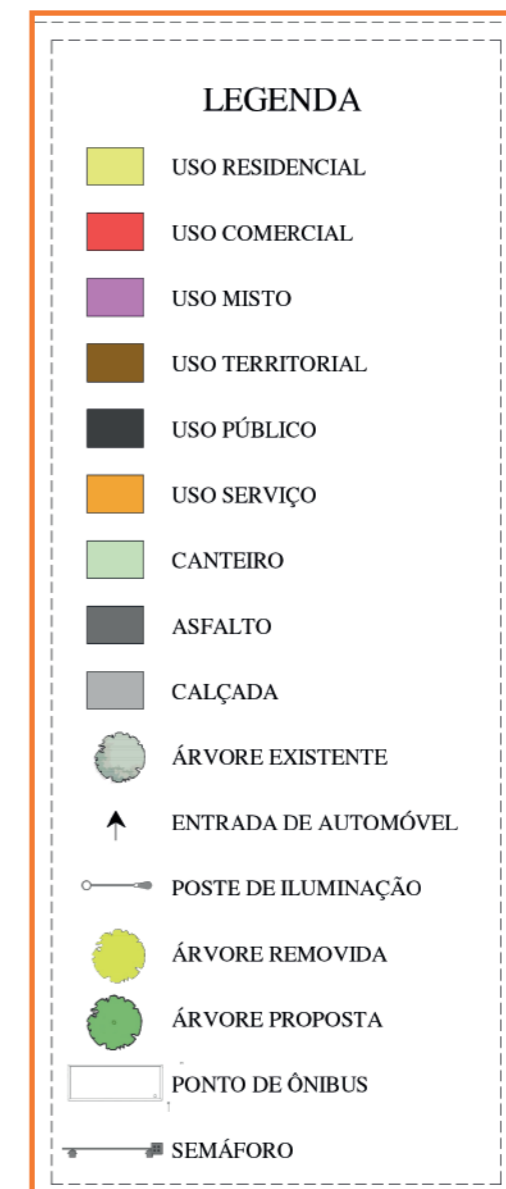 LEGENDA
USO RESIDENCIAL
USO COMERCIAL
USO MISTO
USO TERRITORIAL
USO PÚBLICO
USO SERVIÇO
CANTEIRO
ASFALTO
CALÇADA
ÁRVORE EXISTENTE
ENTRADA DE AUTOMÓVEL
POSTE DE ILUMINAÇÃO
ÁRVORE REMOVIDA
ÁRVORE PROPOSTA
PONTO DE ÔNIBUS
SEMÁFORO